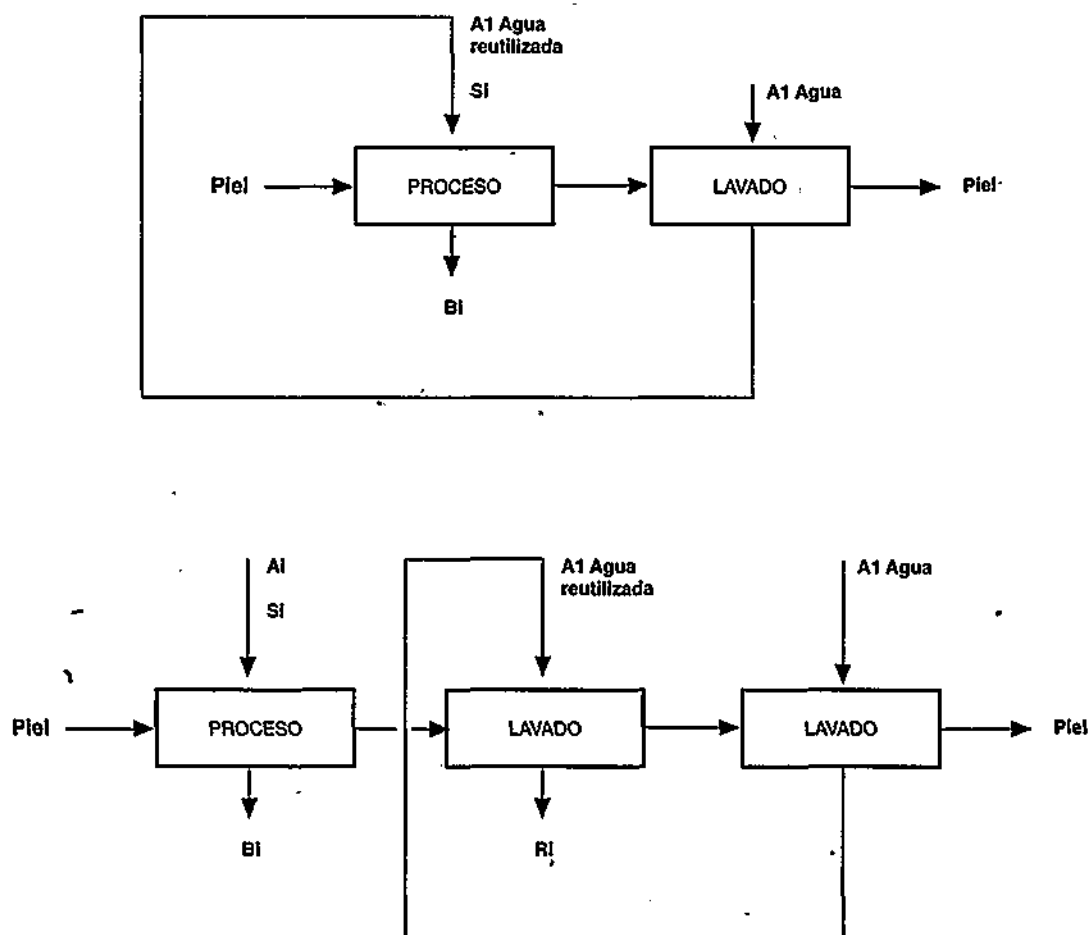 A1 Agua
reutilizada
Si
A1 Agua
Piel
PROCESO
LAVADO
Piel
Bi
Ai
Si
A1 Agua
reutilizada
A1 Agua
Piel
PROCESO
LAVADO
LAVADO
Piel
Bi
Ri